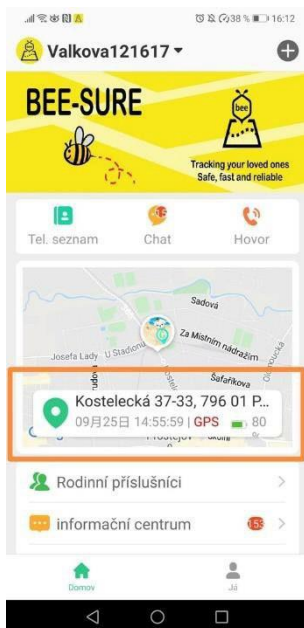 38 % 16:12
Valkova121617
BEE-SURE
bee
Tracking your loved ones
Safe, fast and reliable
Tel. seznam
Chat
Hovor
Sadová
Za Místním nádražím
Josefa Lady
U Stadionu
Šafaříkova
Kostelecká 37-33, 796 01 P...
09月25日 14:55:59 | GPS 80
Rodinní příslušníci
informační centrum
153
Domov
Já